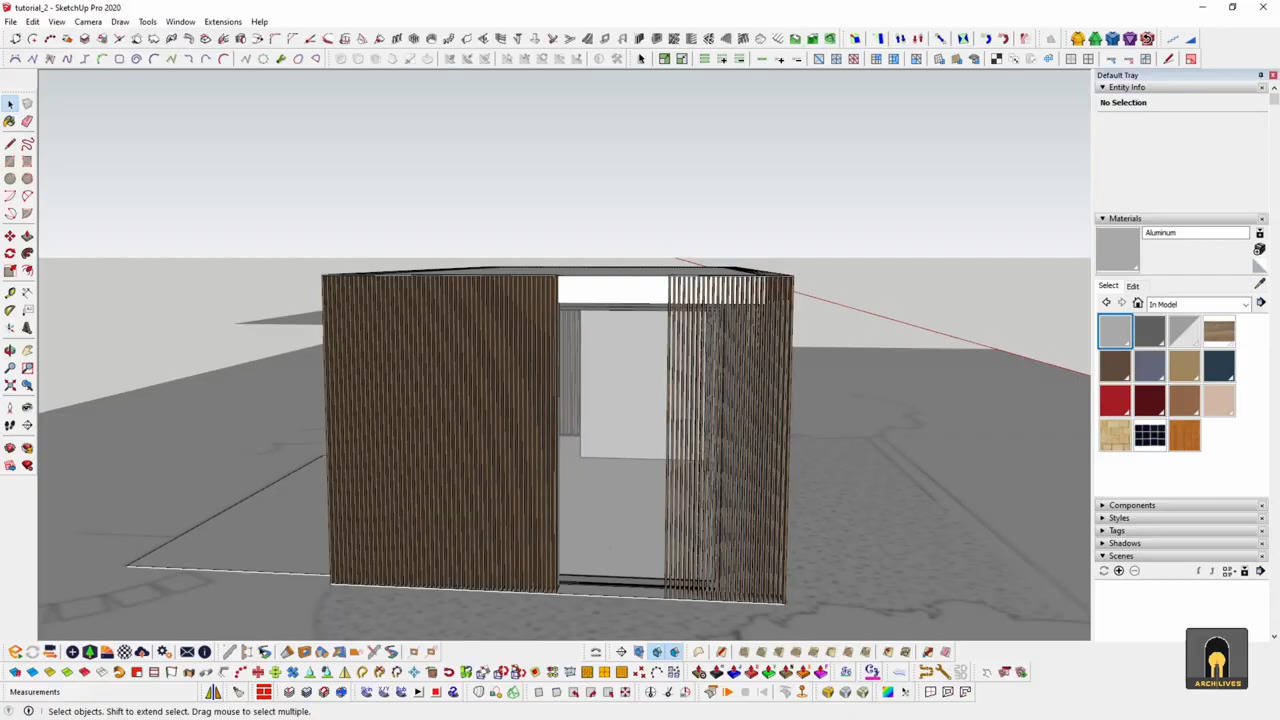 tutorial_2 - SketchUp Pro 2020
File Edit View Camera Draw Tools Window Extensions Help
Default Tray
Entity Info
No Selection
Materials
Aluminum
Select Edit
In Model
Components
Styles
Tags
Shadows
Scenes
ARCHILIVES
Measurements
Select objects. Shift to extend select. Drag mouse to select multiple.